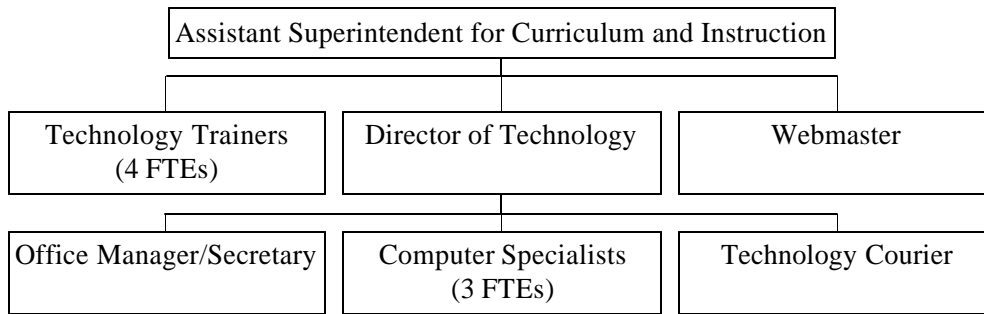 Assistant Superintendent for Curriculum and Instruction
Technology Trainers
(4 FTEs)
Director of Technology
Webmaster
Office Manager/Secretary
Computer Specialists
(3 FTEs)
Technology Courier